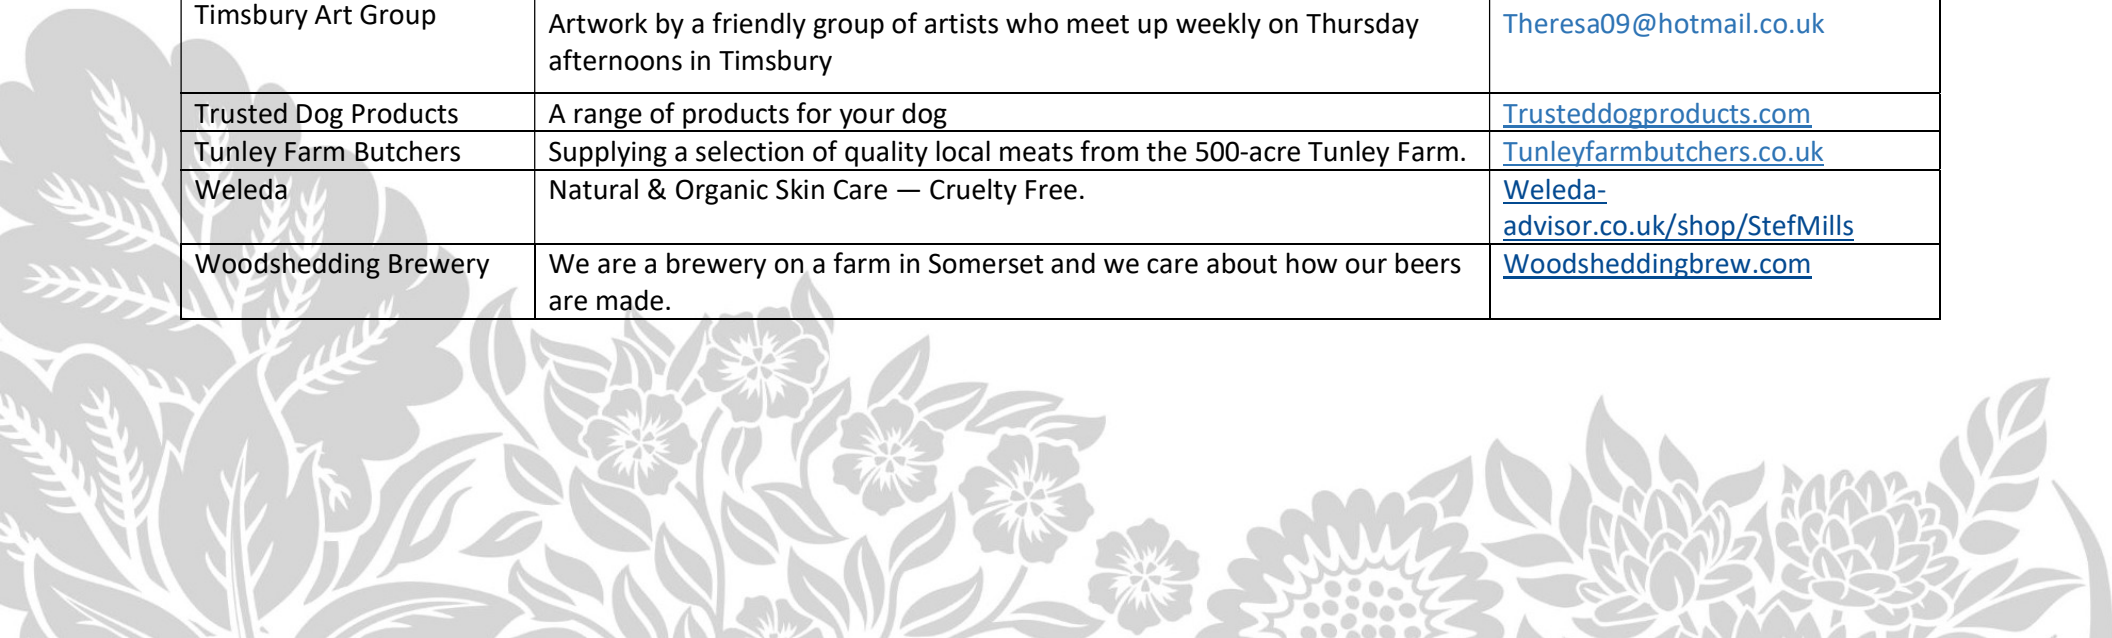 Timsbury Art Group
Artwork by a friendly group of artists who meet up weekly on Thursday
afternoons in Timsbury
Theresa09@hotmail.co.uk
Trusted Dog Products
A range of products for your dog
Trusteddogproducts.com
Tunley Farm Butchers
Supplying a selection of quality local meats from the 500-acre Tunley Farm.
Tunleyfarmbutchers.co.uk
Weleda
Natural & Organic Skin Care — Cruelty Free.
Weleda-
advisor.co.uk/shop/StefMills
Woodshedding Brewery
We are a brewery on a farm in Somerset and we care about how our beers
are made.
Woodsheddingbrew.com